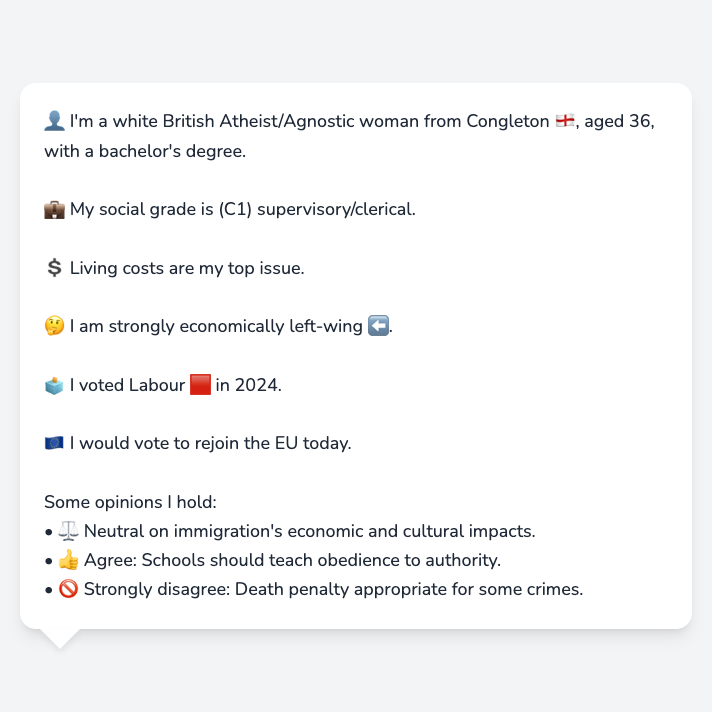 👤 I'm a white British Atheist/Agnostic woman from Congleton 🏴󠁧󠁢󠁥󠁮󠁧󠁿, aged 36,
with a bachelor's degree.
💼 My social grade is (C1) supervisory/clerical.
💲 Living costs are my top issue.
🤔 I am strongly economically left-wing ⬅️.
🗳️ I voted Labour 🟥 in 2024.
🇪🇺 I would vote to rejoin the EU today.
Some opinions I hold:
• ⚖️ Neutral on immigration's economic and cultural impacts.
• 👍 Agree: Schools should teach obedience to authority.
• 🚫 Strongly disagree: Death penalty appropriate for some crimes.